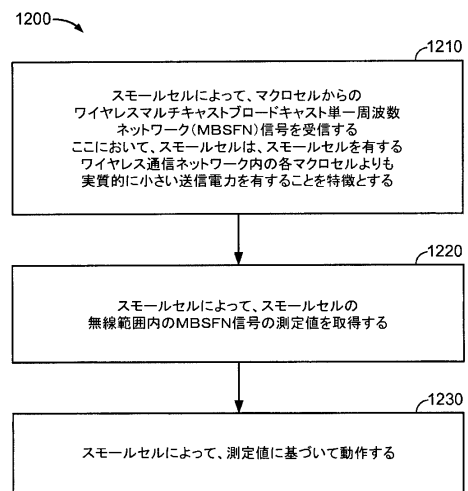 1200
1210
スモールセルによって、マクロセルからの
ワイヤレスマルチキャストブロードキャスト単一周波数
ネットワーク(MBSFN)信号を受信する
ここにおいて、スモールセルは、スモールセルを有する
ワイヤレス通信ネットワーク内の各マクロセルよりも
実質的に小さい送信電力を有することを特徴とする
1220
スモールセルによって、スモールセルの
無線範囲内のMBSFN信号の測定値を取得する
1230
スモールセルによって、測定値に基づいて動作する